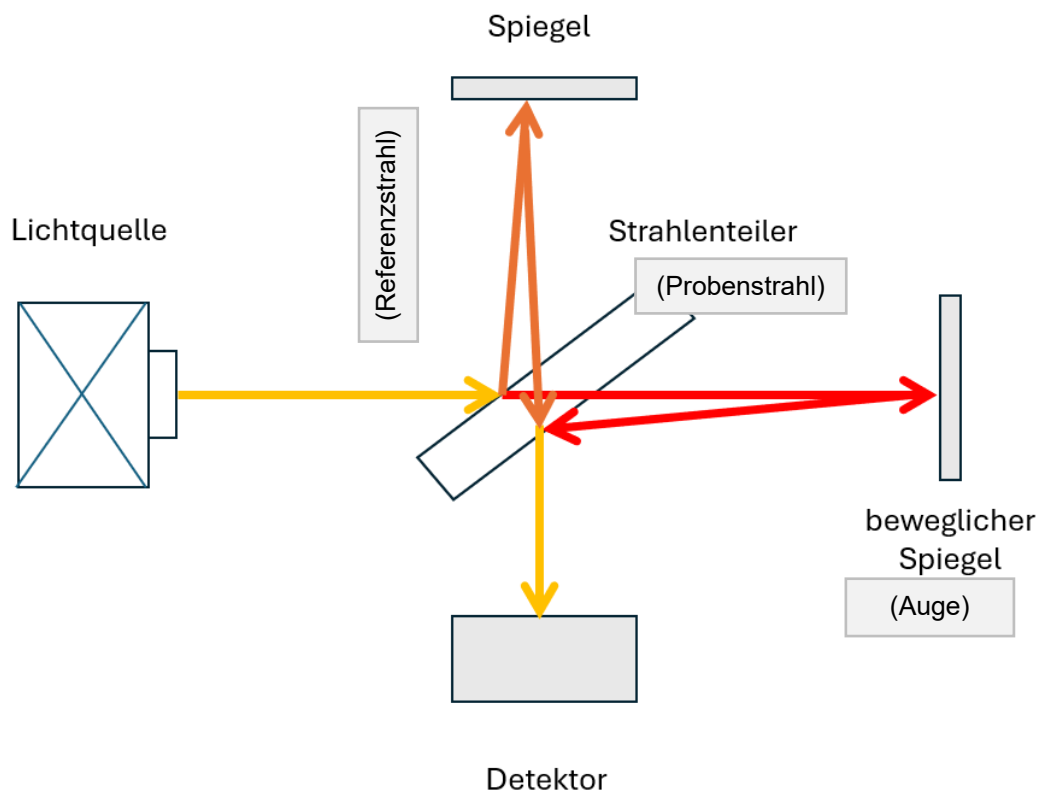 Spiegel
(Referenzstrahl)
Lichtquelle
Strahlenteiler
(Probenstrahl)
beweglicher
Spiegel
(Auge)
Detektor